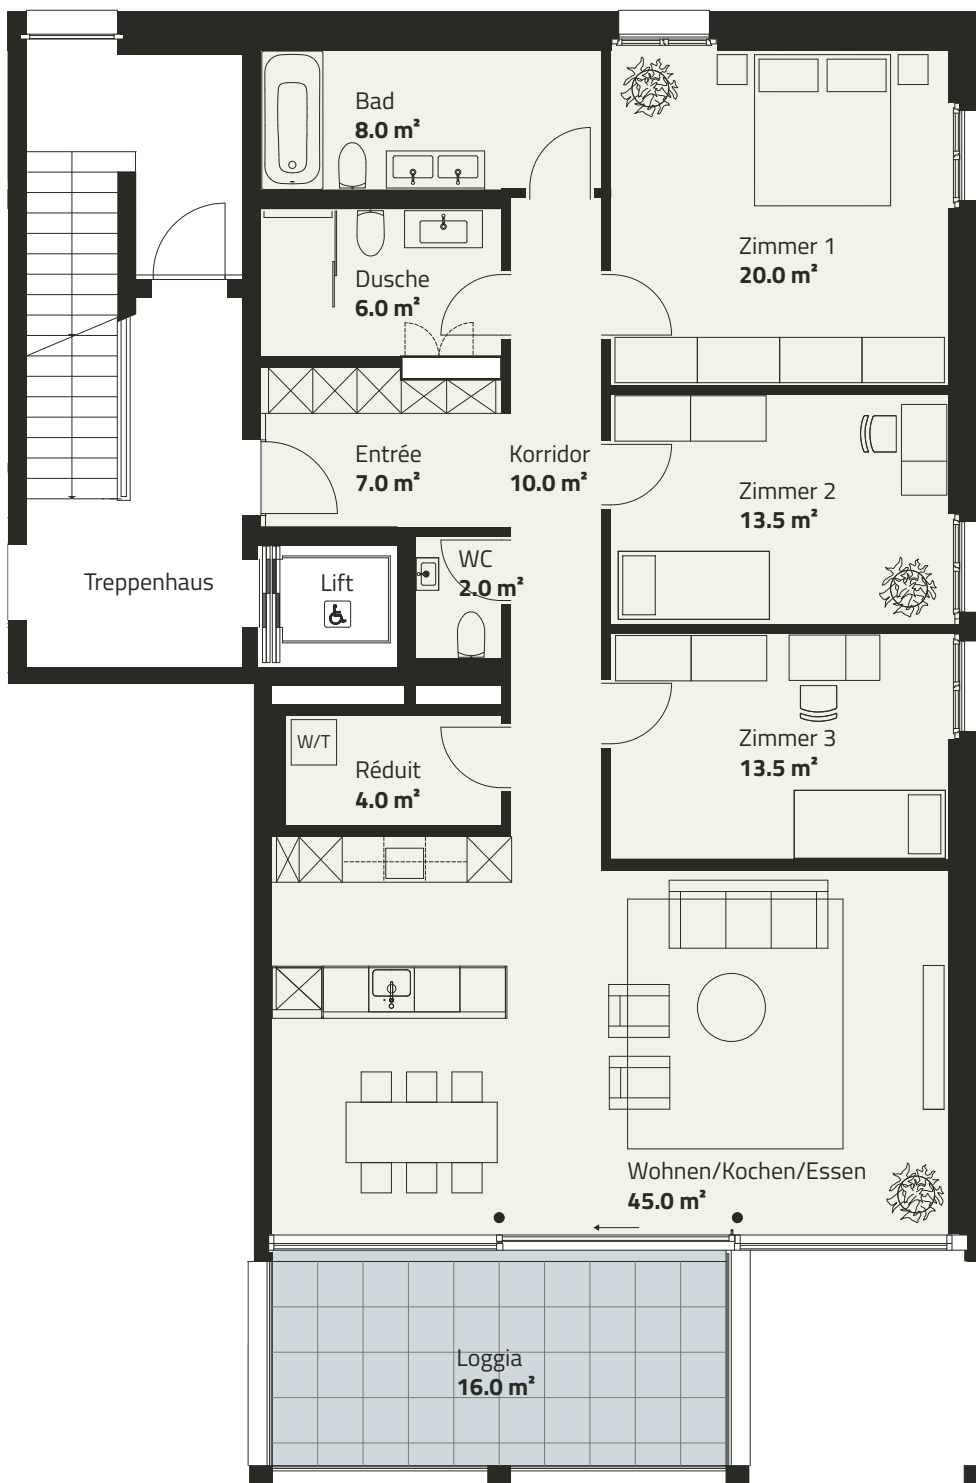 Bad
8.0 m²
Zimmer 1
20.0 m²
Dusche
6.0 m²
Entrée
7.0 m²
Korridor
10.0 m²
Zimmer 2
13.5 m²
Treppenhaus
Lift
WC
2.0 m²
Zimmer 3
13.5 m²
W/T
Réduit
4.0 m²
Wohnen/Kochen/Essen
45.0 m²
Loggia
16.0 m²